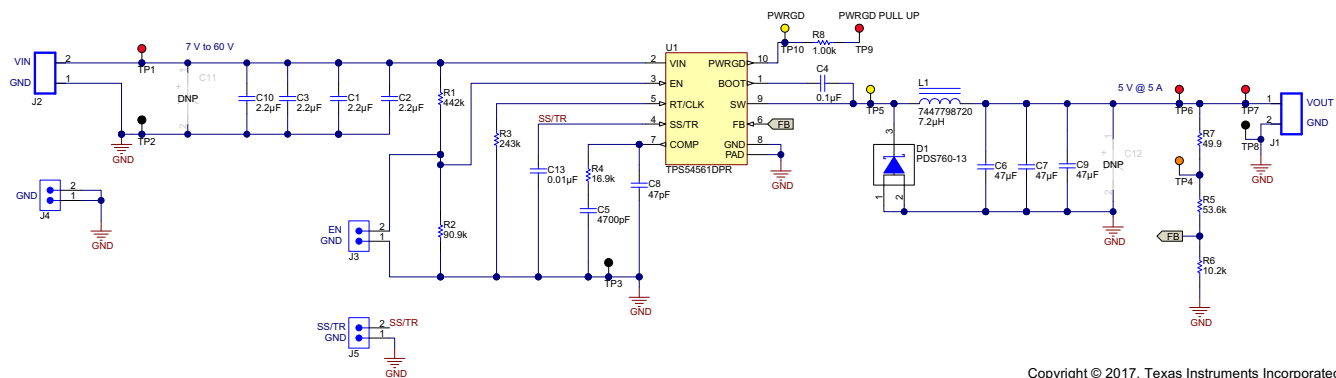 PWRGD
PWRGD PULL UP
TP10
R8
1.00k
TP9
VIN
GND
2
1
J2
TP1
7 V to 60 V
TP2
GND
1
+
C11
DNP
2
C10
2.2µF
C3
2.2µF
C1
2.2µF
C2
2.2µF
R1
442k
R2
90.9k
R3
243k
SS/TR
C13
0.01µF
R4
16.9k
C5
4700pF
C8
47pF
U1
2
VIN
3
EN
5
RT/CLK
4
SS/TR
7
COMP
PWRGD
10
BOOT
1
SW
9
FB
6
FB
GND
8
PAD
TPS54561DPR
GND
C4
0.1µF
TP5
L1
7447798720
7.2µH
3
D1
PDS760-13
1
2
C6
47µF
C7
47µF
C9
47µF
1
+
C12
DNP
2
GND
5 V @ 5 A
TP6
TP7
TP8
1
2
VOUT
GND
J1
GND
R7
49.9
TP4
R5
53.6k
FB
R6
10.2k
GND
GND
2
1
J4
GND
EN
GND
2
1
J3
TP3
GND
SS/TR
GND
2
1
J5
SS/TR
GND
Copyright © 2017, Texas Instruments Incorporated